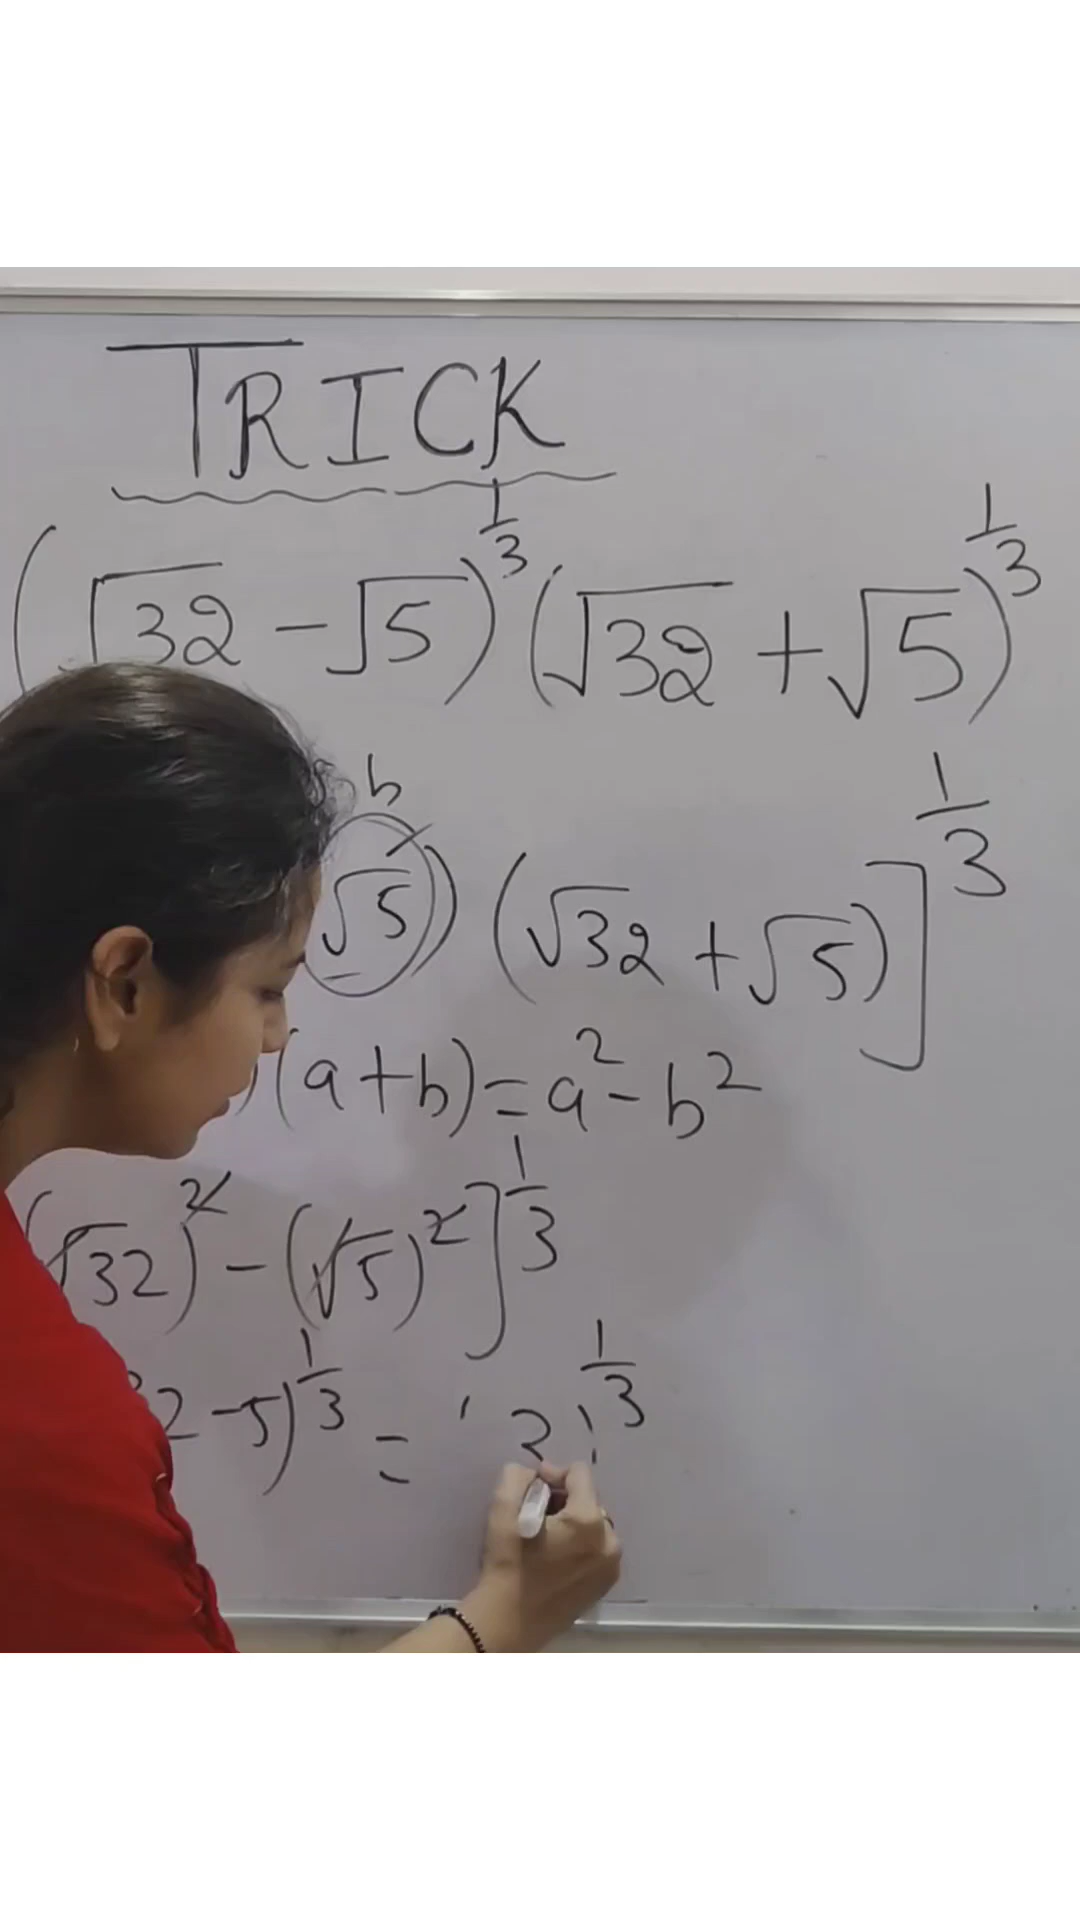 TRICK
(√32 - √5)^1/3 (√32 + √5)^1/3
b
√5) (√32 + √5)]^1/3
)(a+b) = a² - b²
(√32)² - (√5)²]^1/3
2 - 5)^1/3 = ( )^1/3